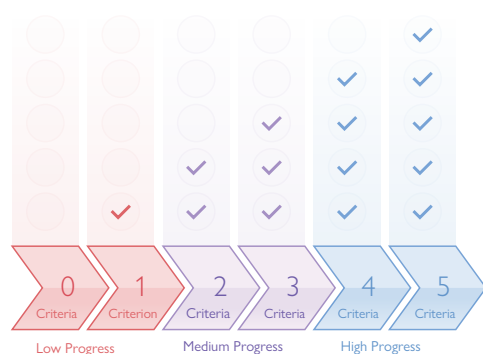 0 1 2 3 4 5
Criteria Criterion Criteria Criteria Criteria Criteria
Low Progress Medium Progress High Progress